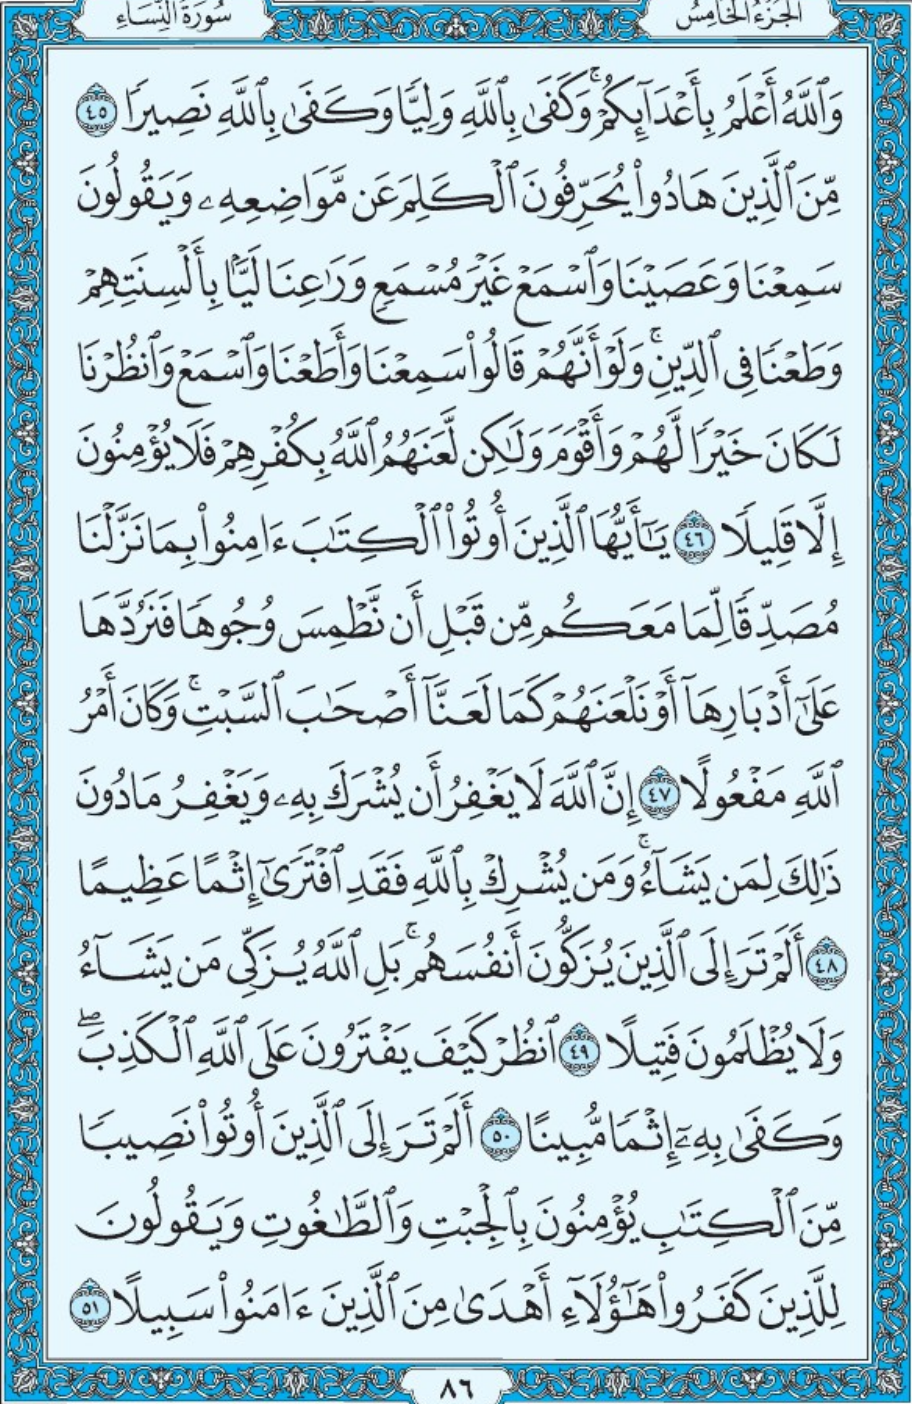 الجزء الخامس
سورة النساء
وَٱللَّهُ أَعْلَمُ بِأَعْدَآئِكُمْۚ وَكَفَىٰ بِٱللَّهِ وَلِيًّا وَكَفَىٰ بِٱللَّهِ نَصِيرًا ٤٥
مِّنَ ٱلَّذِينَ هَادُوا۟ يُحَرِّفُونَ ٱلْكَلِمَ عَن مَّوَاضِعِهِۦ وَيَقُولُونَ
سَمِعْنَا وَعَصَيْنَا وَٱسْمَعْ غَيْرَ مُسْمَعٍ وَرَٰعِنَا لَيًّۢا بِأَلْسِنَتِهِمْ
وَطَعْنًا فِى ٱلدِّينِۚ وَلَوْ أَنَّهُمْ قَالُوا۟ سَمِعْنَا وَأَطَعْنَا وَٱسْمَعْ وَٱنظُرْنَا
لَكَانَ خَيْرًا لَّهُمْ وَأَقْوَمَ وَلَٰكِن لَّعَنَهُمُ ٱللَّهُ بِكُفْرِهِمْ فَلَا يُؤْمِنُونَ
إِلَّا قَلِيلًا ٤٦ يَٰٓأَيُّهَا ٱلَّذِينَ أُوتُوا۟ ٱلْكِتَٰبَ ءَامِنُوا۟ بِمَا نَزَّلْنَا
مُصَدِّقًا لِّمَا مَعَكُم مِّن قَبْلِ أَن نَّطْمِسَ وُجُوهًا فَنَرُدَّهَا
عَلَىٰٓ أَدْبَارِهَآ أَوْ نَلْعَنَهُمْ كَمَا لَعَنَّآ أَصْحَٰبَ ٱلسَّبْتِۚ وَكَانَ أَمْرُ
ٱللَّهِ مَفْعُولًا ٤٧ إِنَّ ٱللَّهَ لَا يَغْفِرُ أَن يُشْرَكَ بِهِۦ وَيَغْفِرُ مَا دُونَ
ذَٰلِكَ لِمَن يَشَآءُۚ وَمَن يُشْرِكْ بِٱللَّهِ فَقَدِ ٱفْتَرَىٰٓ إِثْمًا عَظِيمًا
٤٨ أَلَمْ تَرَ إِلَى ٱلَّذِينَ يُزَكُّونَ أَنفُسَهُمۚ بَلِ ٱللَّهُ يُزَكِّى مَن يَشَآءُ
وَلَا يُظْلَمُونَ فَتِيلًا ٤٩ ٱنظُرْ كَيْفَ يَفْتَرُونَ عَلَى ٱللَّهِ ٱلْكَذِبَۖ
وَكَفَىٰ بِهِۦٓ إِثْمًا مُّبِينًا ٥٠ أَلَمْ تَرَ إِلَى ٱلَّذِينَ أُوتُوا۟ نَصِيبًا
مِّنَ ٱلْكِتَٰبِ يُؤْمِنُونَ بِٱلْجِبْتِ وَٱلطَّٰغُوتِ وَيَقُولُونَ
لِلَّذِينَ كَفَرُوا۟ هَٰٓؤُلَآءِ أَهْدَىٰ مِنَ ٱلَّذِينَ ءَامَنُوا۟ سَبِيلًا ٥١
٨٦